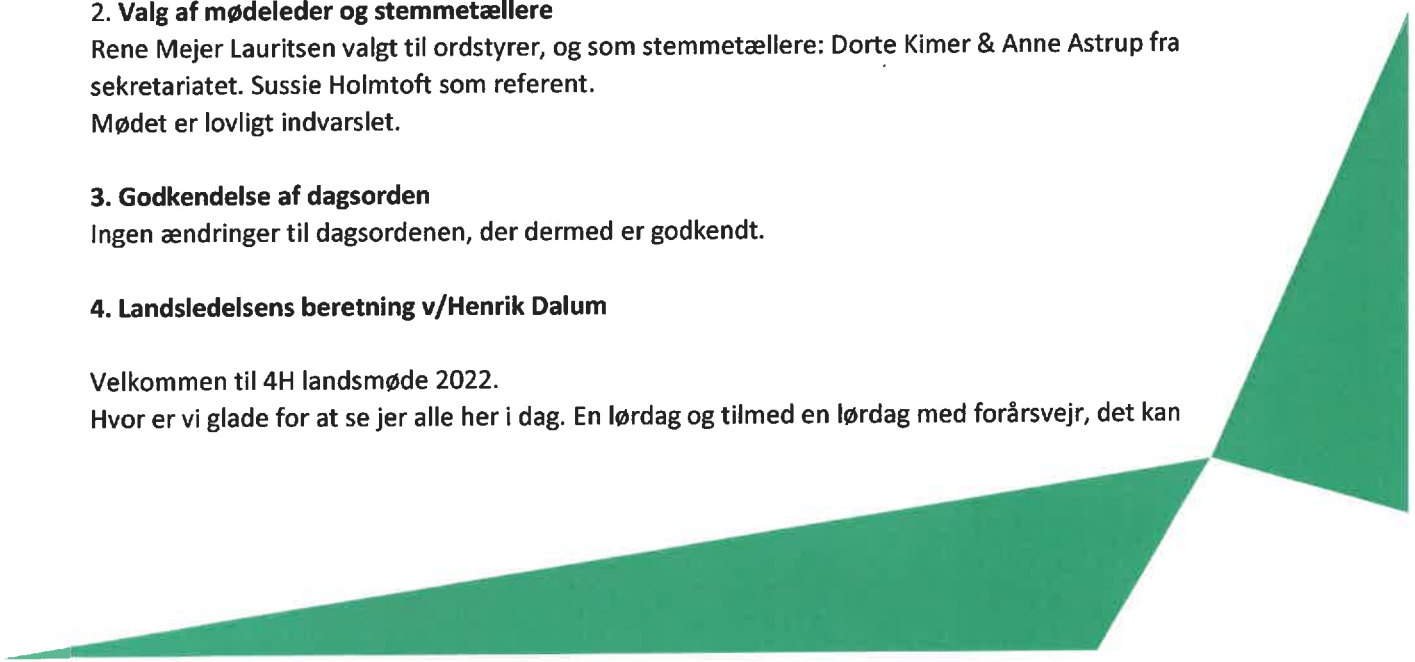 2. Valg af mødeleder og stemmetællere
Rene Mejer Lauritsen valgt til ordstyrer, og som stemmetællere: Dorte Kimer & Anne Astrup fra
sekretariatet. Sussie Holmtoft som referent.
Mødet er lovligt indvarslet.
3. Godkendelse af dagsorden
Ingen ændringer til dagsordenen, der dermed er godkendt.
4. Landsledelsens beretning v/Henrik Dalum
Velkommen til 4H landsmøde 2022.
Hvor er vi glade for at se jer alle her i dag. En lørdag og tilmed en lørdag med forårsvejr, det kan